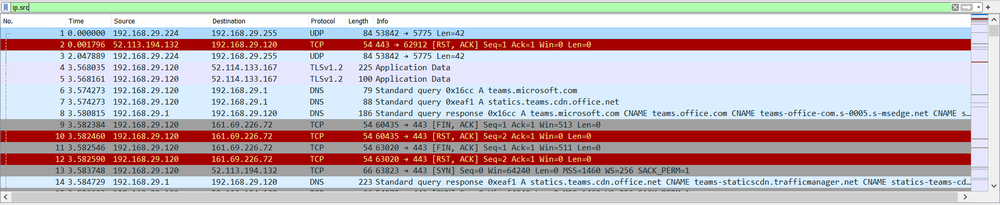 ip.src
No. Time Source Destination Protocol Length Info
1 0.000000 192.168.29.224 192.168.29.255 UDP 84 53842 → 5775 Len=42
2 0.001796 52.113.194.132 192.168.29.120 TCP 54 443 → 62912 [RST, ACK] Seq=1 Ack=1 Win=0 Len=0
3 2.047889 192.168.29.224 192.168.29.255 UDP 84 53842 → 5775 Len=42
4 3.568035 192.168.29.120 52.114.133.167 TLSv1.2 225 Application Data
5 3.568161 192.168.29.120 52.114.133.167 TLSv1.2 100 Application Data
6 3.574273 192.168.29.120 192.168.29.1 DNS 79 Standard query 0x16cc A teams.microsoft.com
7 3.574273 192.168.29.120 192.168.29.1 DNS 88 Standard query 0xeaf1 A statics.teams.cdn.office.net
8 3.580815 192.168.29.1 192.168.29.120 DNS 186 Standard query response 0x16cc A teams.microsoft.com CNAME teams.office.com CNAME teams-office-com.s-0005.s-msedge.net CNAME s…
9 3.582384 192.168.29.120 161.69.226.72 TCP 54 60435 → 443 [FIN, ACK] Seq=1 Ack=1 Win=513 Len=0
10 3.582460 192.168.29.120 161.69.226.72 TCP 54 60435 → 443 [RST, ACK] Seq=2 Ack=1 Win=0 Len=0
11 3.582546 192.168.29.120 161.69.226.72 TCP 54 63020 → 443 [FIN, ACK] Seq=1 Ack=1 Win=511 Len=0
12 3.582590 192.168.29.120 161.69.226.72 TCP 54 63020 → 443 [RST, ACK] Seq=2 Ack=1 Win=0 Len=0
13 3.583748 192.168.29.120 52.113.194.132 TCP 66 63823 → 443 [SYN] Seq=0 Win=64240 Len=0 MSS=1460 WS=256 SACK_PERM=1
14 3.584729 192.168.29.1 192.168.29.120 DNS 223 Standard query response 0xeaf1 A statics.teams.cdn.office.net CNAME teams-staticscdn.trafficmanager.net CNAME statics-teams-cd…